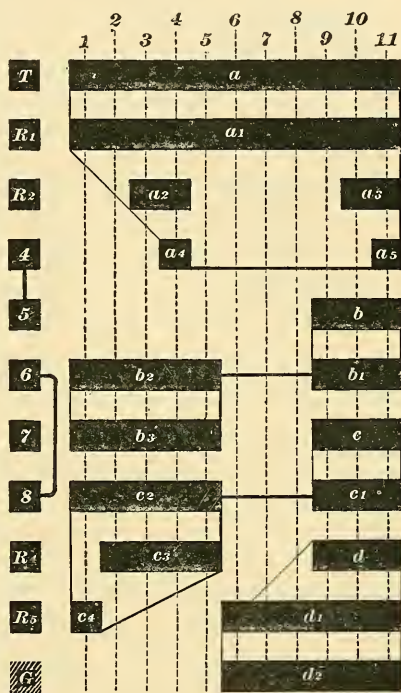 2 4 6 8 10
1 3 5 7 9 11
T a
R1 a1
R2 a2 a3
4 a4 a5
5 b
6 b2 b1
7 b3 c
8 c2 c1
R4 c3 d
R5 c4 d1
G d2